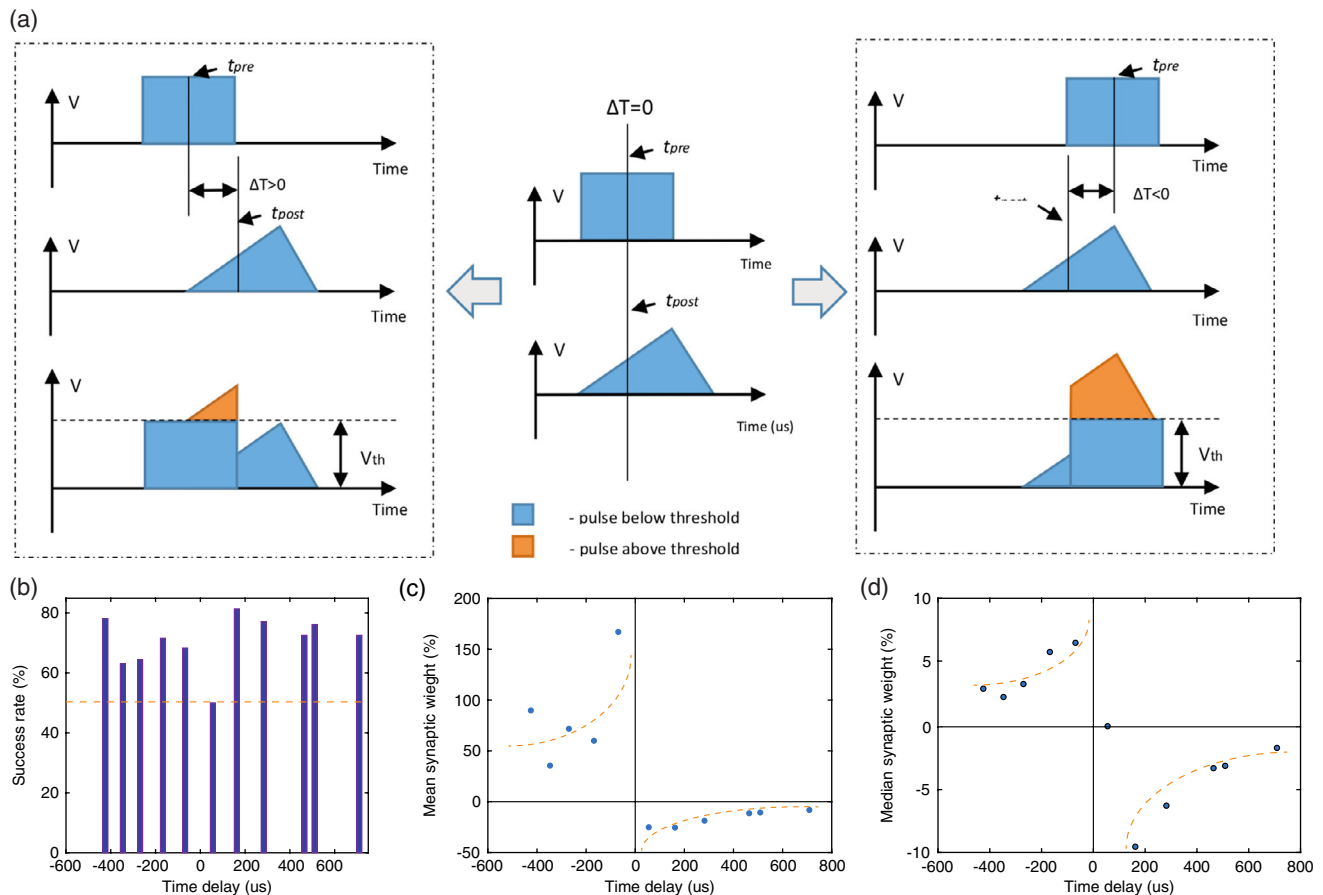 (a)
V
tpre
Time
ΔT>0
tpost
V
Time
V
Vth
Time
ΔT=0
tpre
V
Time
tpost
V
Time (us)
- pulse below threshold
- pulse above threshold
V
tpre
Time
ΔT<0
V
Time
V
Vth
Time
(b)
80
60
40
20
0
Success rate (%)
-600
-400
-200
0
200
400
600
Time delay (us)
(c)
200
150
100
50
0
-50
Mean synaptic wieght (%)
-600
-400
-200
0
200
400
600
800
Time delay (us)
(d)
10
5
0
-5
-10
Median synaptic weight (%)
-600
-400
-200
0
200
400
600
800
Time delay (us)